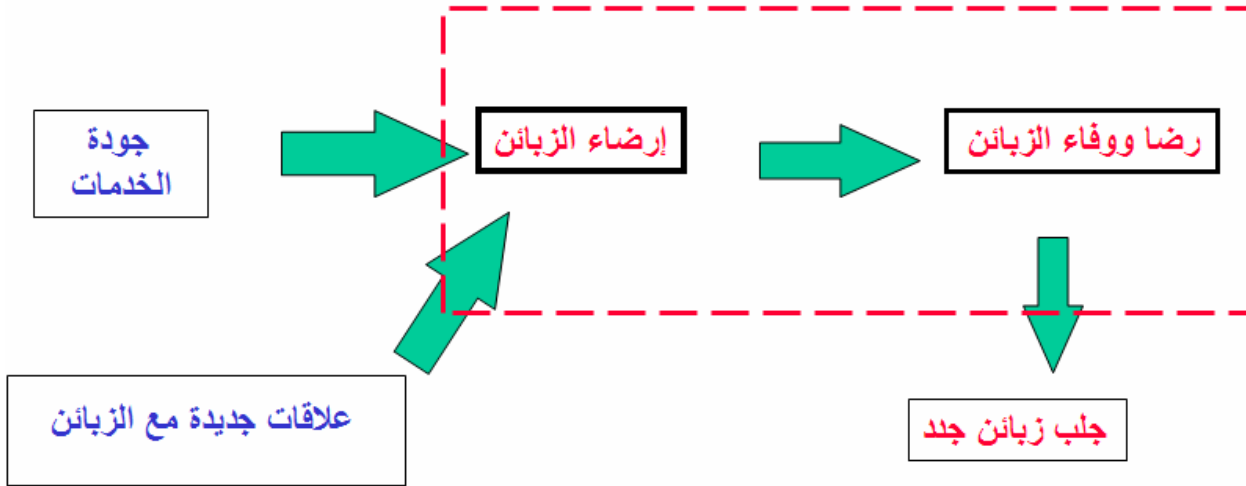 جودة
الخدمات
إرضاء الزبائن
رضا ووفاء الزبائن
علاقات جديدة مع الزبائن
جلب زبائن جدد